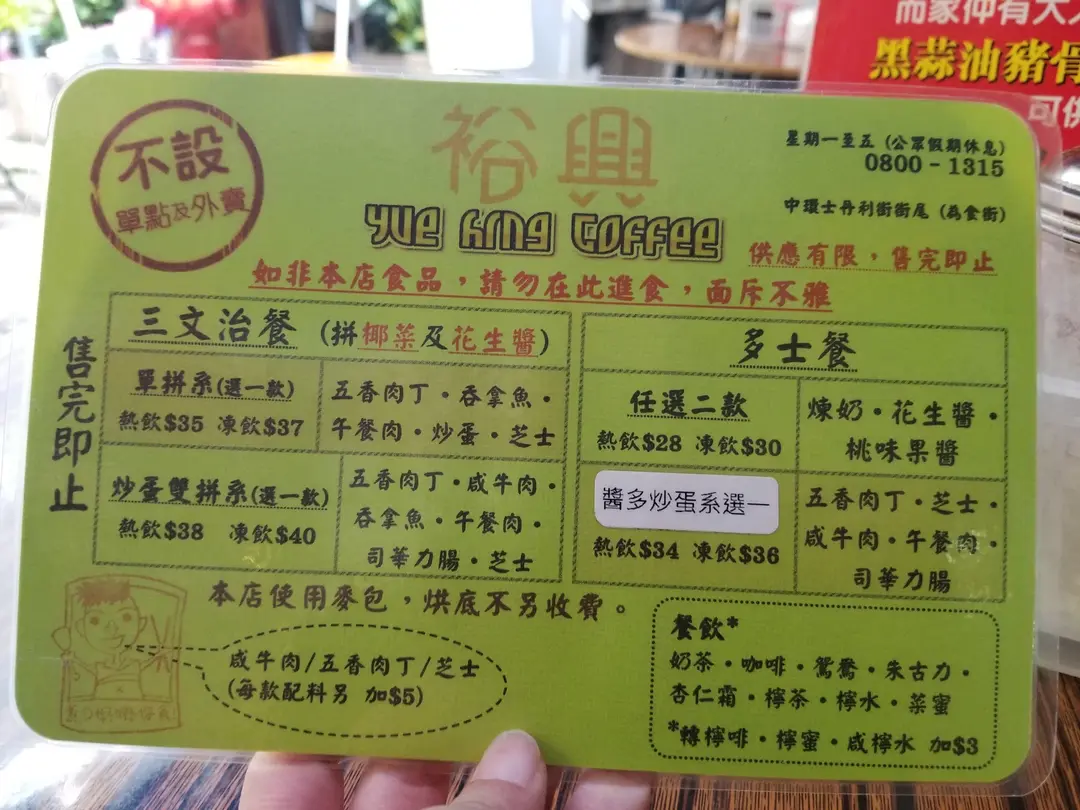 而家仲有大
黑蒜油豬骨
可供
不設
單點及外賣
裕興
YUE HING COFFEE
星期一至五 (公眾假期休息)
0800 - 1315
中環士丹利街街尾 (為食街)
供應有限，售完即止
如非本店食品，請勿在此進食，面斥不雅
售完即止
三文治餐 (拼椰菜及花生醬)
單拼系(選一款)
熱飲$35 凍飲$37
五香肉丁·吞拿魚·
午餐肉·炒蛋·芝士
炒蛋雙拼系(選一款)
熱飲$38 凍飲$40
五香肉丁·咸牛肉·
吞拿魚·午餐肉·
司華力腸·芝士
多士餐
任選二款
熱飲$28 凍飲$30
煉奶·花生醬·
桃味果醬
醬多炒蛋系選一
熱飲$34 凍飲$36
五香肉丁·芝士·
咸牛肉·午餐肉·
司華力腸
本店使用麥包，烘底不另收費。
咸牛肉/五香肉丁/芝士
(每款配料另 加$5)
餐飲*
奶茶·咖啡·鴛鴦·朱古力·
杏仁霜·檸茶·檸水·菜蜜
*轉檸啡·檸蜜·咸檸水 加$3